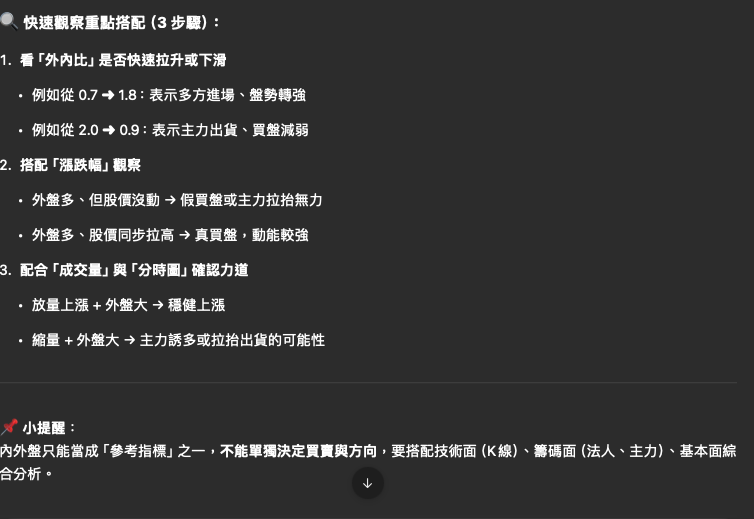 🔍 快速觀察重點搭配（3 步驟）：
1. 看「外內比」是否快速拉升或下滑
• 例如從 0.7 ➜ 1.8：表示多方進場、盤勢轉強
• 例如從 2.0 ➜ 0.9：表示主力出貨、買盤減弱
2. 搭配「漲跌幅」觀察
• 外盤多、但股價沒動 → 假買盤或主力拉抬無力
• 外盤多、股價同步拉高 → 真買盤，動能較強
3. 配合「成交量」與「分時圖」確認力道
• 放量上漲 + 外盤大 → 穩健上漲
• 縮量 + 外盤大 → 主力誘多或拉抬出貨的可能性
📌 小提醒：
內外盤只能當成「參考指標」之一，不能單獨決定買賣與方向，要搭配技術面（K 線）、籌碼面（法人、主力）、基本面綜
合分析。